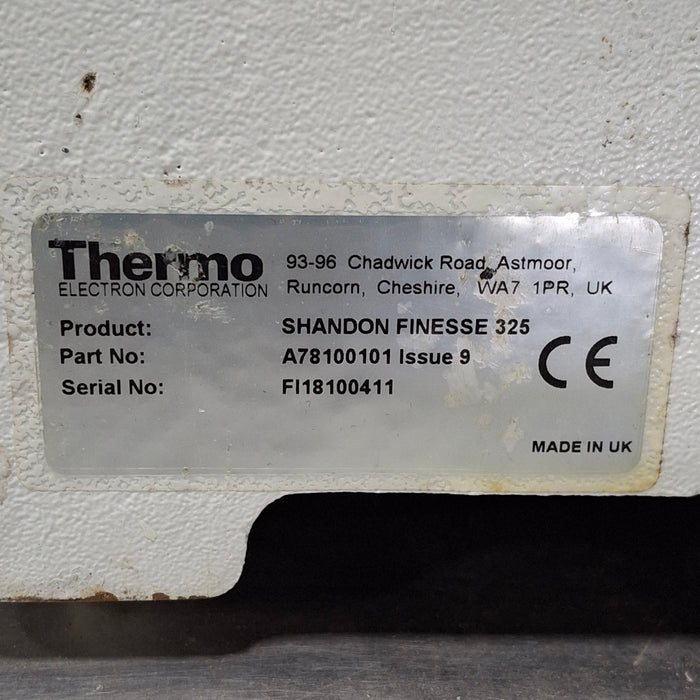 Thermo
ELECTRON CORPORATION
93-96 Chadwick Road, Astmoor,
Runcorn, Cheshire, WA7 1PR, UK
Product: SHANDON FINESSE 325
Part No: A78100101 Issue 9
Serial No: FI18100411
CE
MADE IN UK